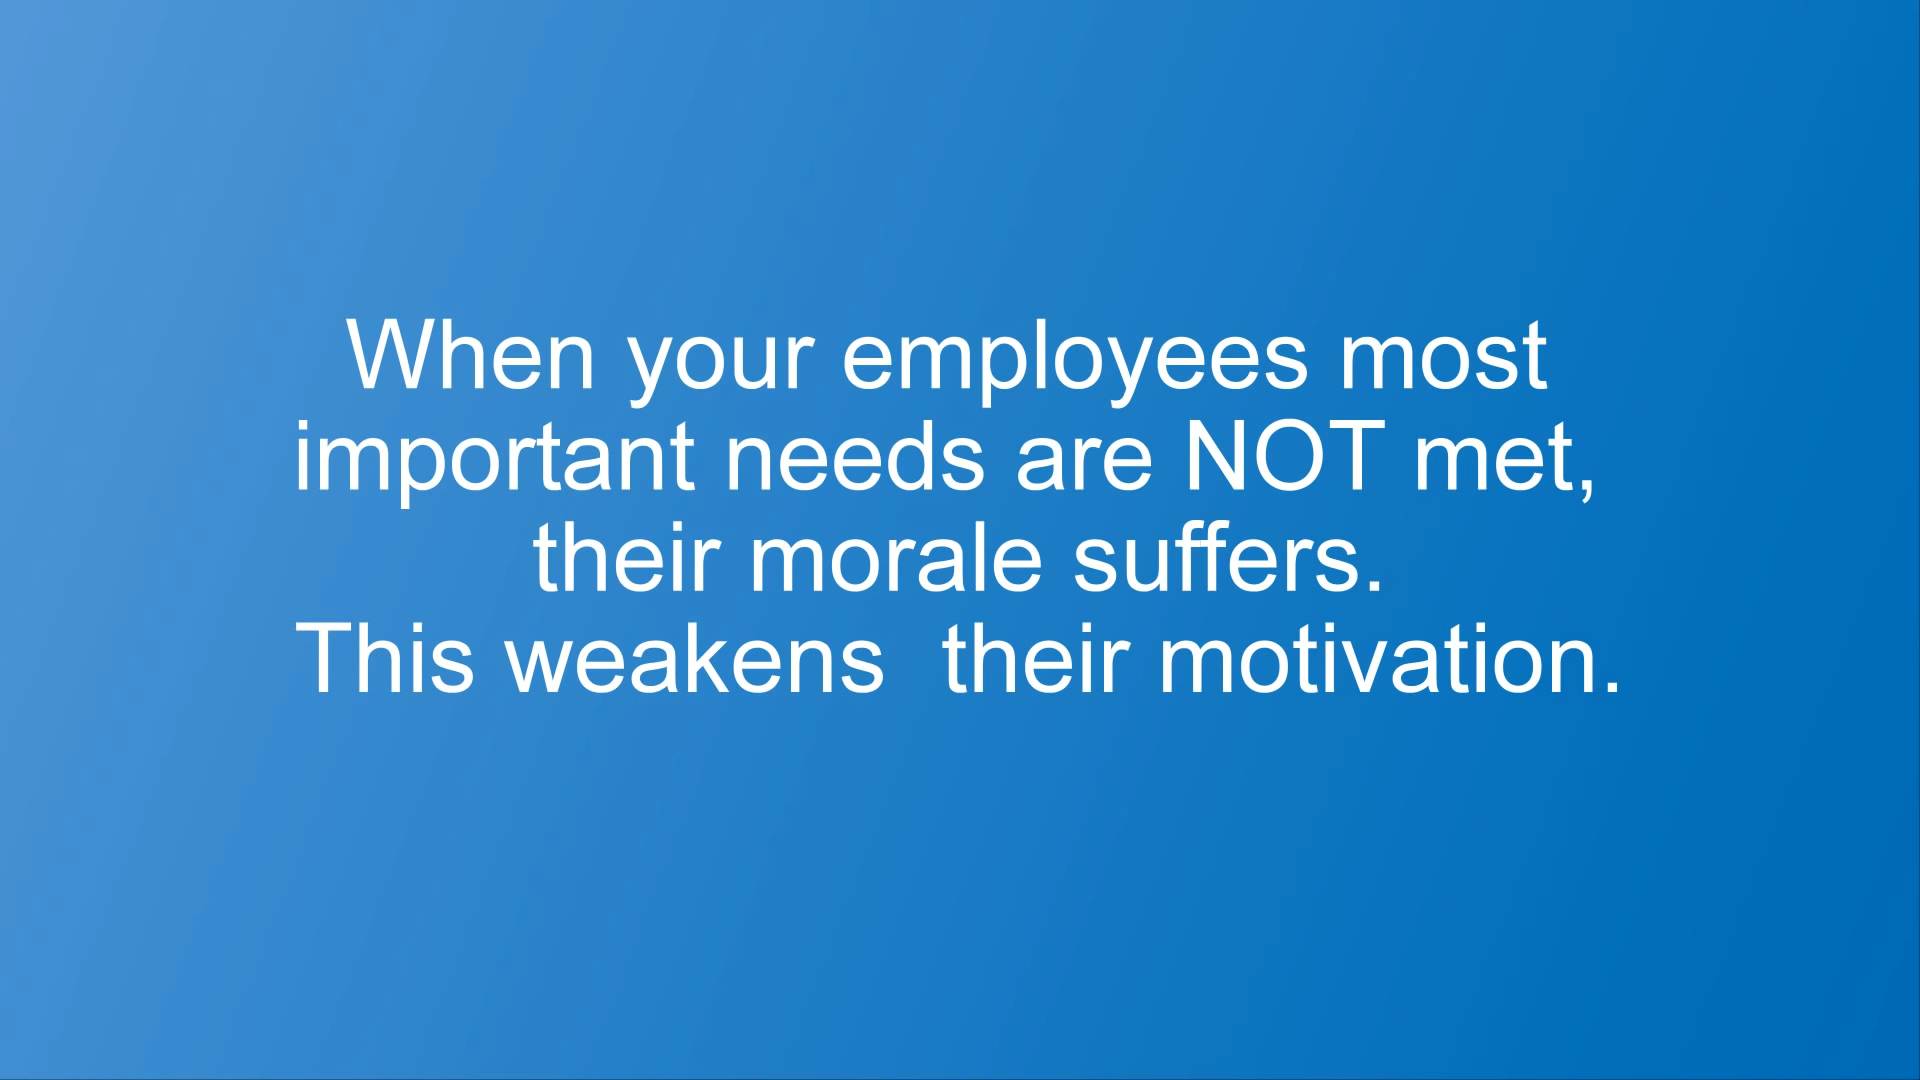 When your employees most
important needs are NOT met,
their morale suffers.
This weakens  their motivation.